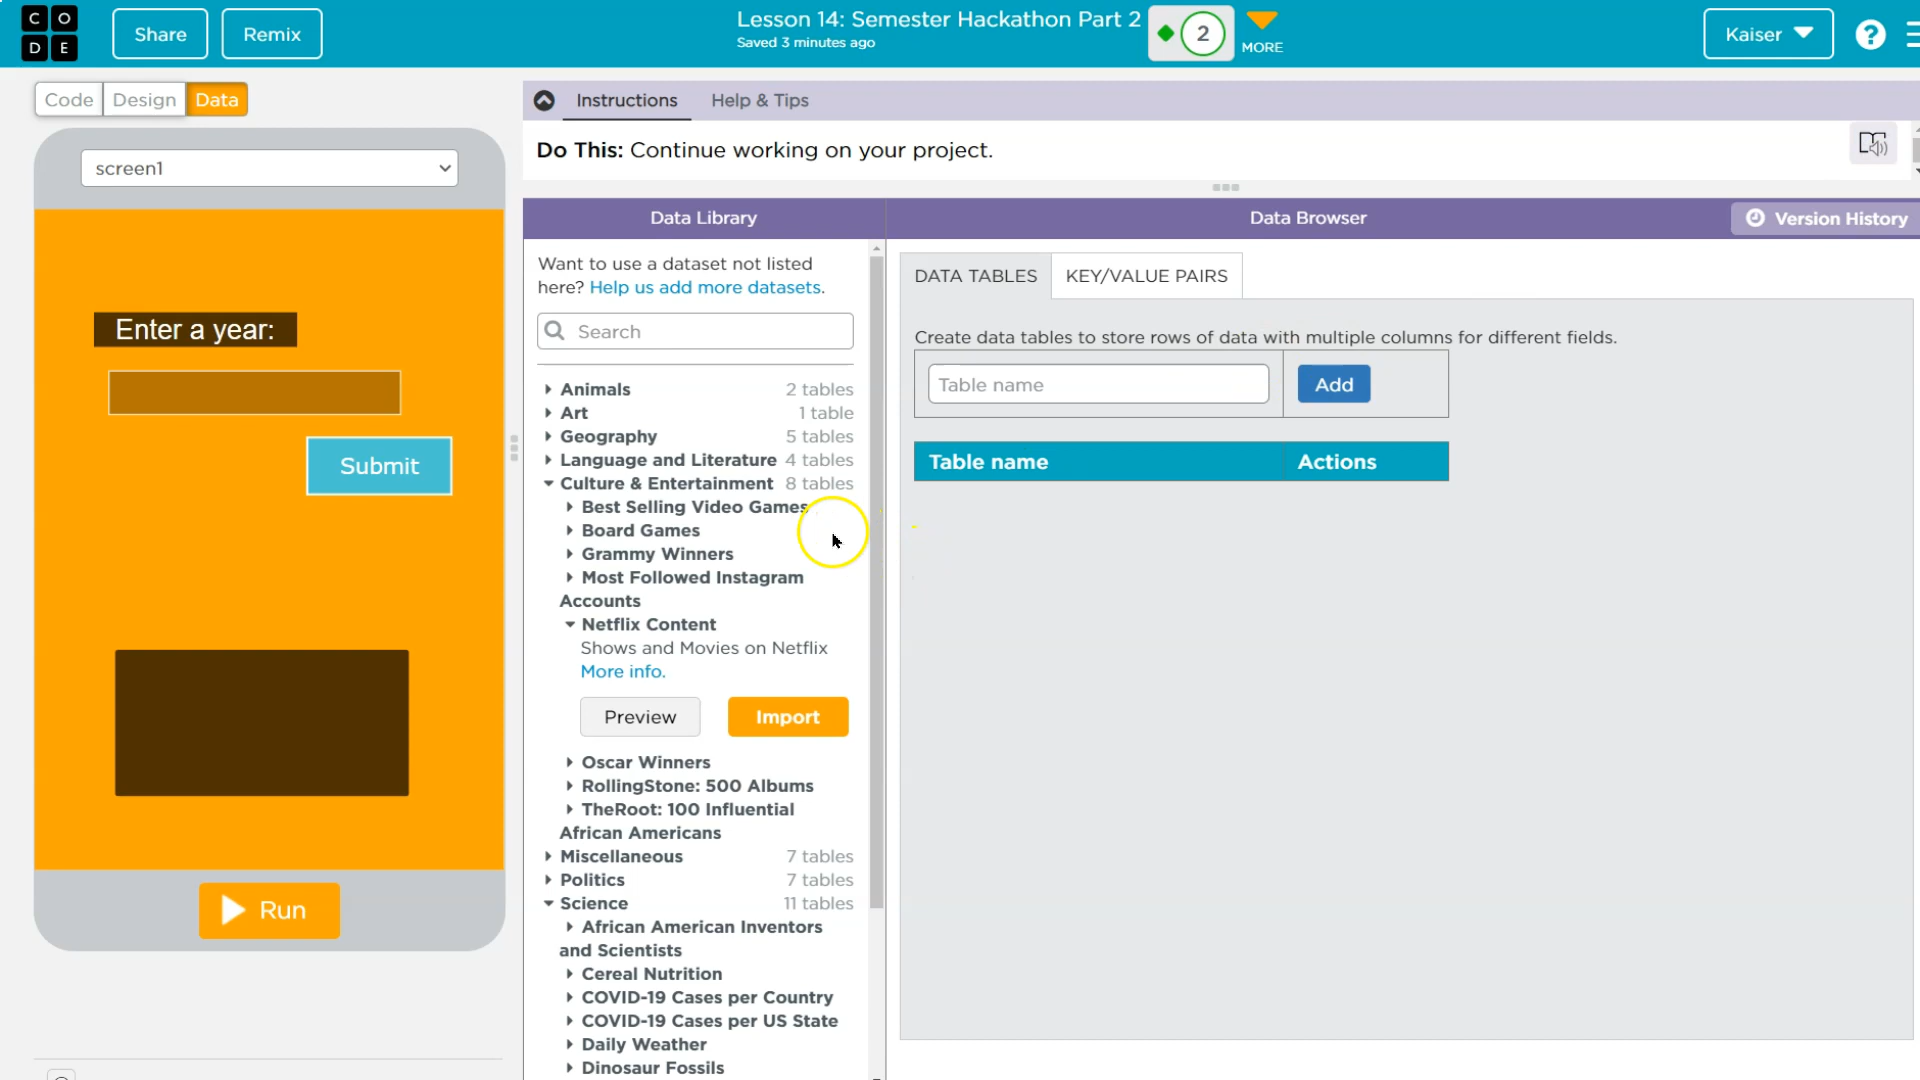 C O
D E
Share
Remix
Lesson 14: Semester Hackathon Part 2
Saved 3 minutes ago
2
MORE
Kaiser
?
Code
Design
Data
Instructions
Help & Tips
Do This: Continue working on your project.
screen1
Enter a year:
Submit
Run
Data Library
Want to use a dataset not listed
here? Help us add more datasets.
Search
Animals 2 tables
Art 1 table
Geography 5 tables
Language and Literature 4 tables
Culture & Entertainment 8 tables
Best Selling Video Games
Board Games
Grammy Winners
Most Followed Instagram
Accounts
Netflix Content
Shows and Movies on Netflix
More info.
Preview
Import
Oscar Winners
RollingStone: 500 Albums
TheRoot: 100 Influential
African Americans
Miscellaneous 7 tables
Politics 7 tables
Science 11 tables
African American Inventors
and Scientists
Cereal Nutrition
COVID-19 Cases per Country
COVID-19 Cases per US State
Daily Weather
Dinosaur Fossils
Data Browser
Version History
DATA TABLES
KEY/VALUE PAIRS
Create data tables to store rows of data with multiple columns for different fields.
Table name
Add
Table name
Actions